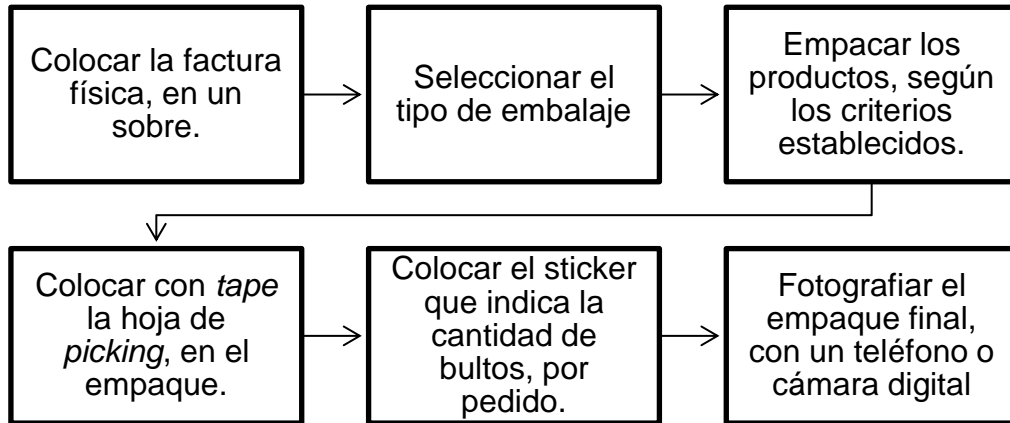 Colocar la factura
física, en un
sobre.
Seleccionar el
tipo de embalaje
Empacar los
productos, según
los criterios
establecidos.
Colocar con tape
la hoja de
picking, en el
empaque.
Colocar el sticker
que indica la
cantidad de
bultos, por
pedido.
Fotografiar el
empaque final,
con un teléfono o
cámara digital